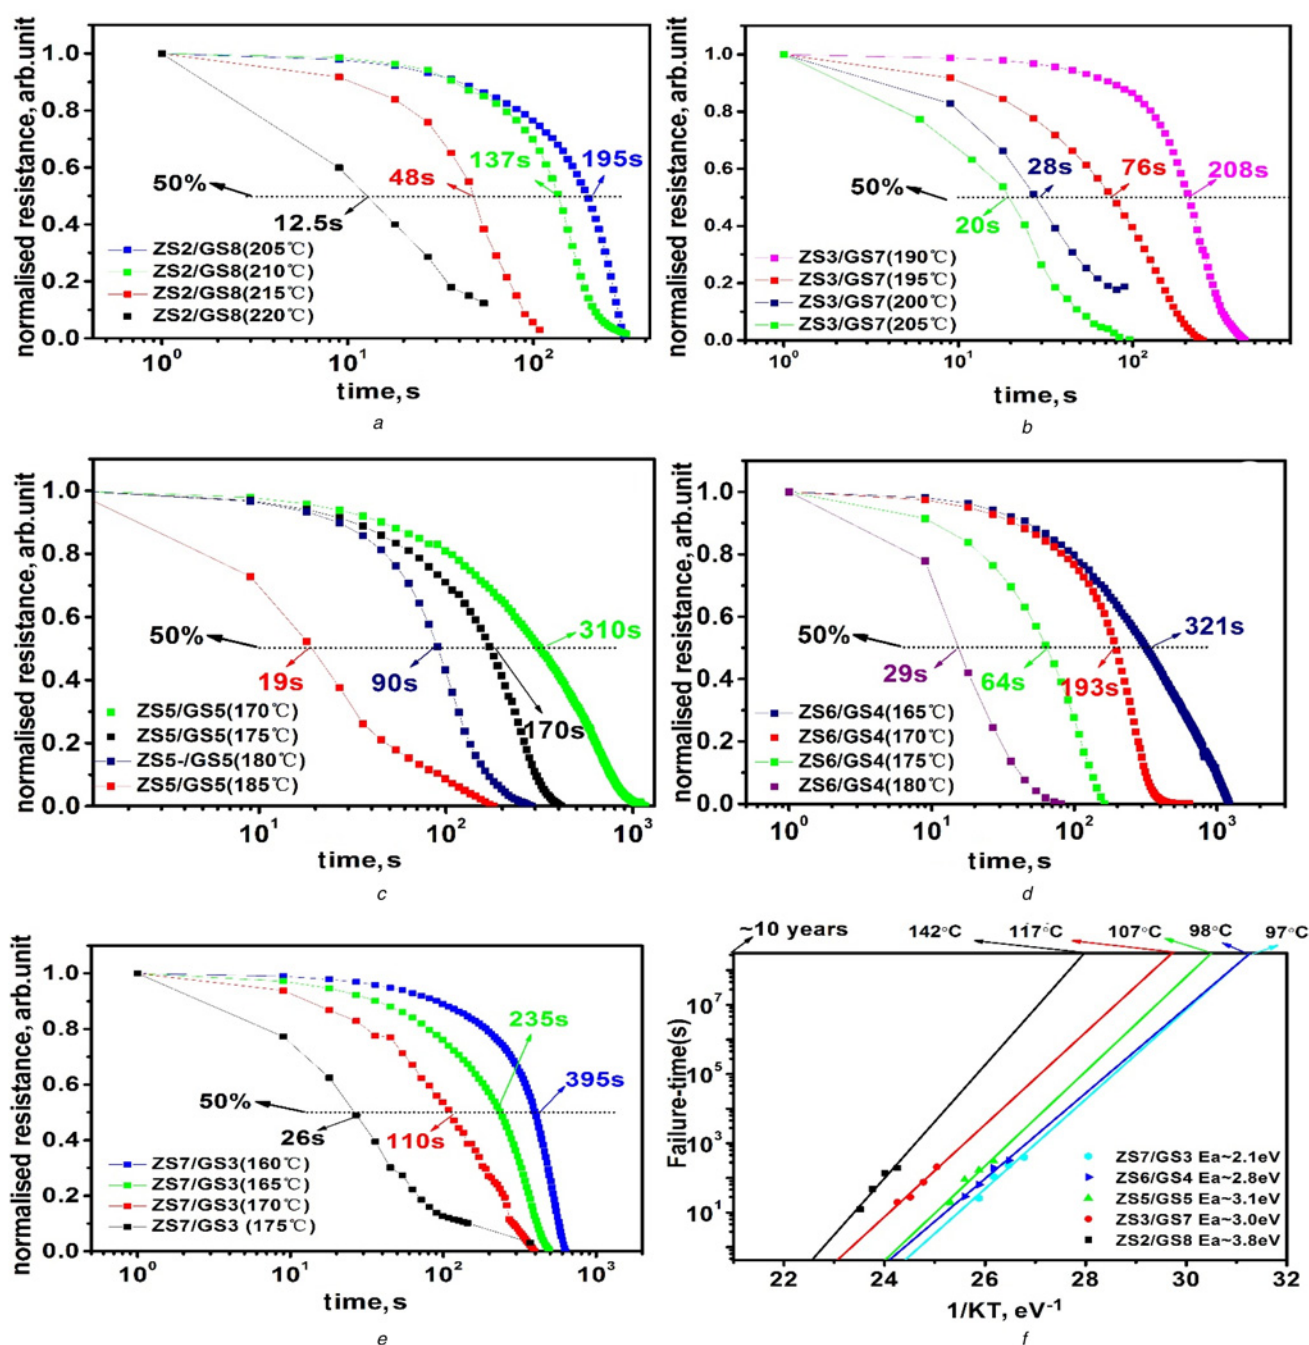 normalised resistance, arb.unit
1.0
0.8
0.6
0.4
0.2
0.0
50%
12.5s
48s
137s
195s
ZS2/GS8(205℃)
ZS2/GS8(210℃)
ZS2/GS8(215℃)
ZS2/GS8(220℃)
10⁰ 10¹ 10²
time,s
a
normalised resistance, arb.unit
1.0
0.8
0.6
0.4
0.2
0.0
50%
20s
28s
76s
208s
ZS3/GS7(190℃)
ZS3/GS7(195℃)
ZS3/GS7(200℃)
ZS3/GS7(205℃)
10⁰ 10¹ 10²
time,s
b
normalised resistance, arb.unit
1.0
0.8
0.6
0.4
0.2
0.0
50%
19s
90s
170s
310s
ZS5/GS5(170℃)
ZS5/GS5(175℃)
ZS5-/GS5(180℃)
ZS5/GS5(185℃)
10¹ 10² 10³
time,s
c
normalised resistance, arb.unit
1.0
0.8
0.6
0.4
0.2
0.0
50%
29s
64s
193s
321s
ZS6/GS4(165℃)
ZS6/GS4(170℃)
ZS6/GS4(175℃)
ZS6/GS4(180℃)
10⁰ 10¹ 10² 10³
time,s
d
normalised resistance, arb.unit
1.0
0.8
0.6
0.4
0.2
0.0
50%
26s
110s
235s
395s
ZS7/GS3(160℃)
ZS7/GS3(165℃)
ZS7/GS3(170℃)
ZS7/GS3 (175℃)
10⁰ 10¹ 10² 10³
time,s
e
~10 years 142°C 117°C 107°C 98°C 97°C
Failure-time(s)
10⁷
10⁵
10³
10¹
ZS7/GS3 Ea~2.1eV
ZS6/GS4 Ea~2.8eV
ZS5/GS5 Ea~3.1eV
ZS3/GS7 Ea~3.0eV
ZS2/GS8 Ea~3.8eV
22 24 26 28 30 32
1/KT, eV⁻¹
f